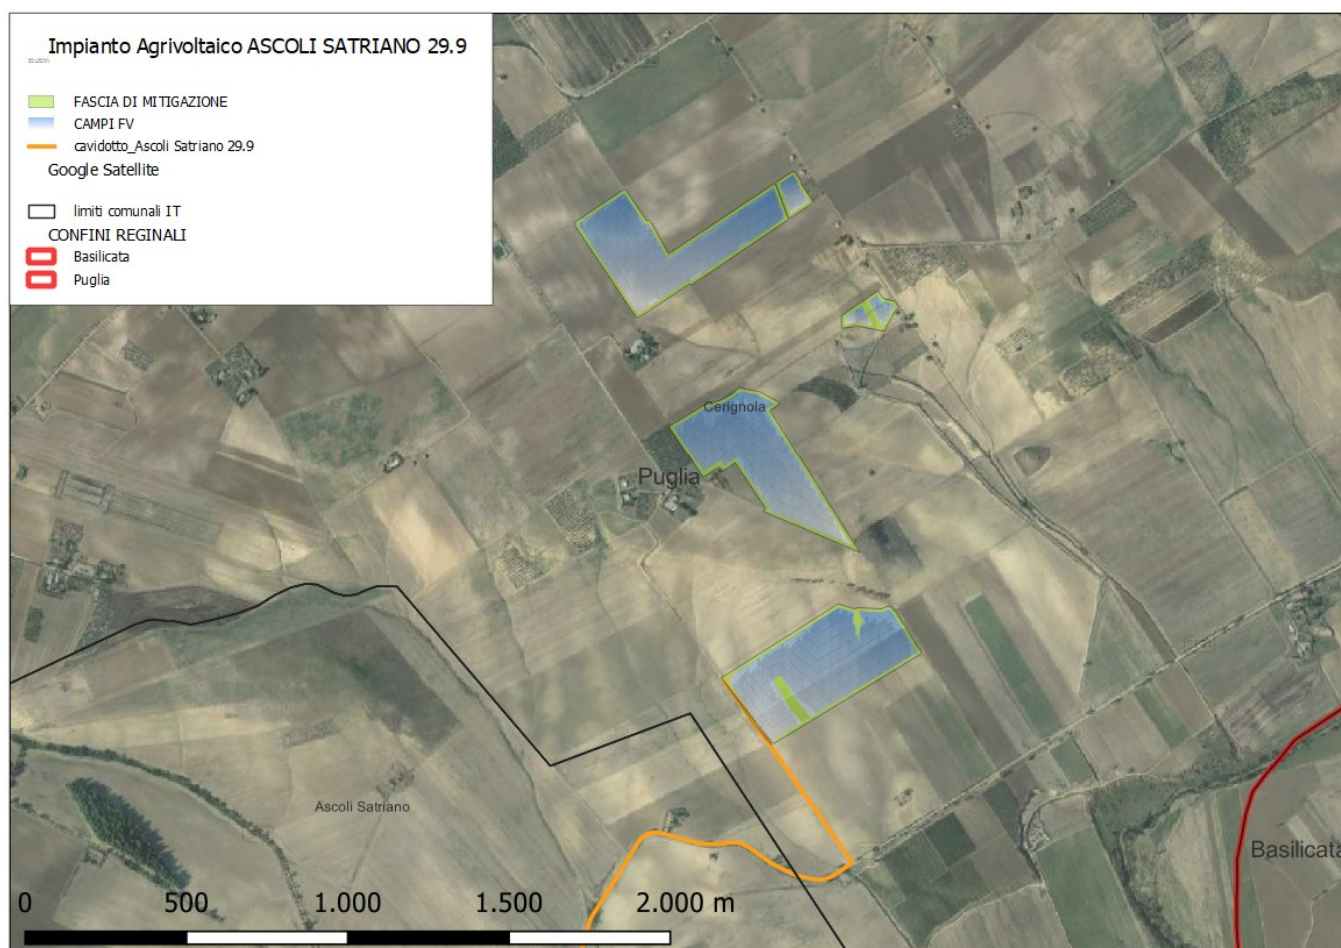 Impianto Agrivoltaico ASCOLI SATRIANO 29.9
FASCIA DI MITIGAZIONE
CAMPI FV
cavidotto_Ascoli Satriano 29.9
Google Satellite
limiti comunali IT
CONFINI REGINALI
Basilicata
Puglia
Cerignola
Puglia
Ascoli Satriano
Basilicata
0 500 1.000 1.500 2.000 m